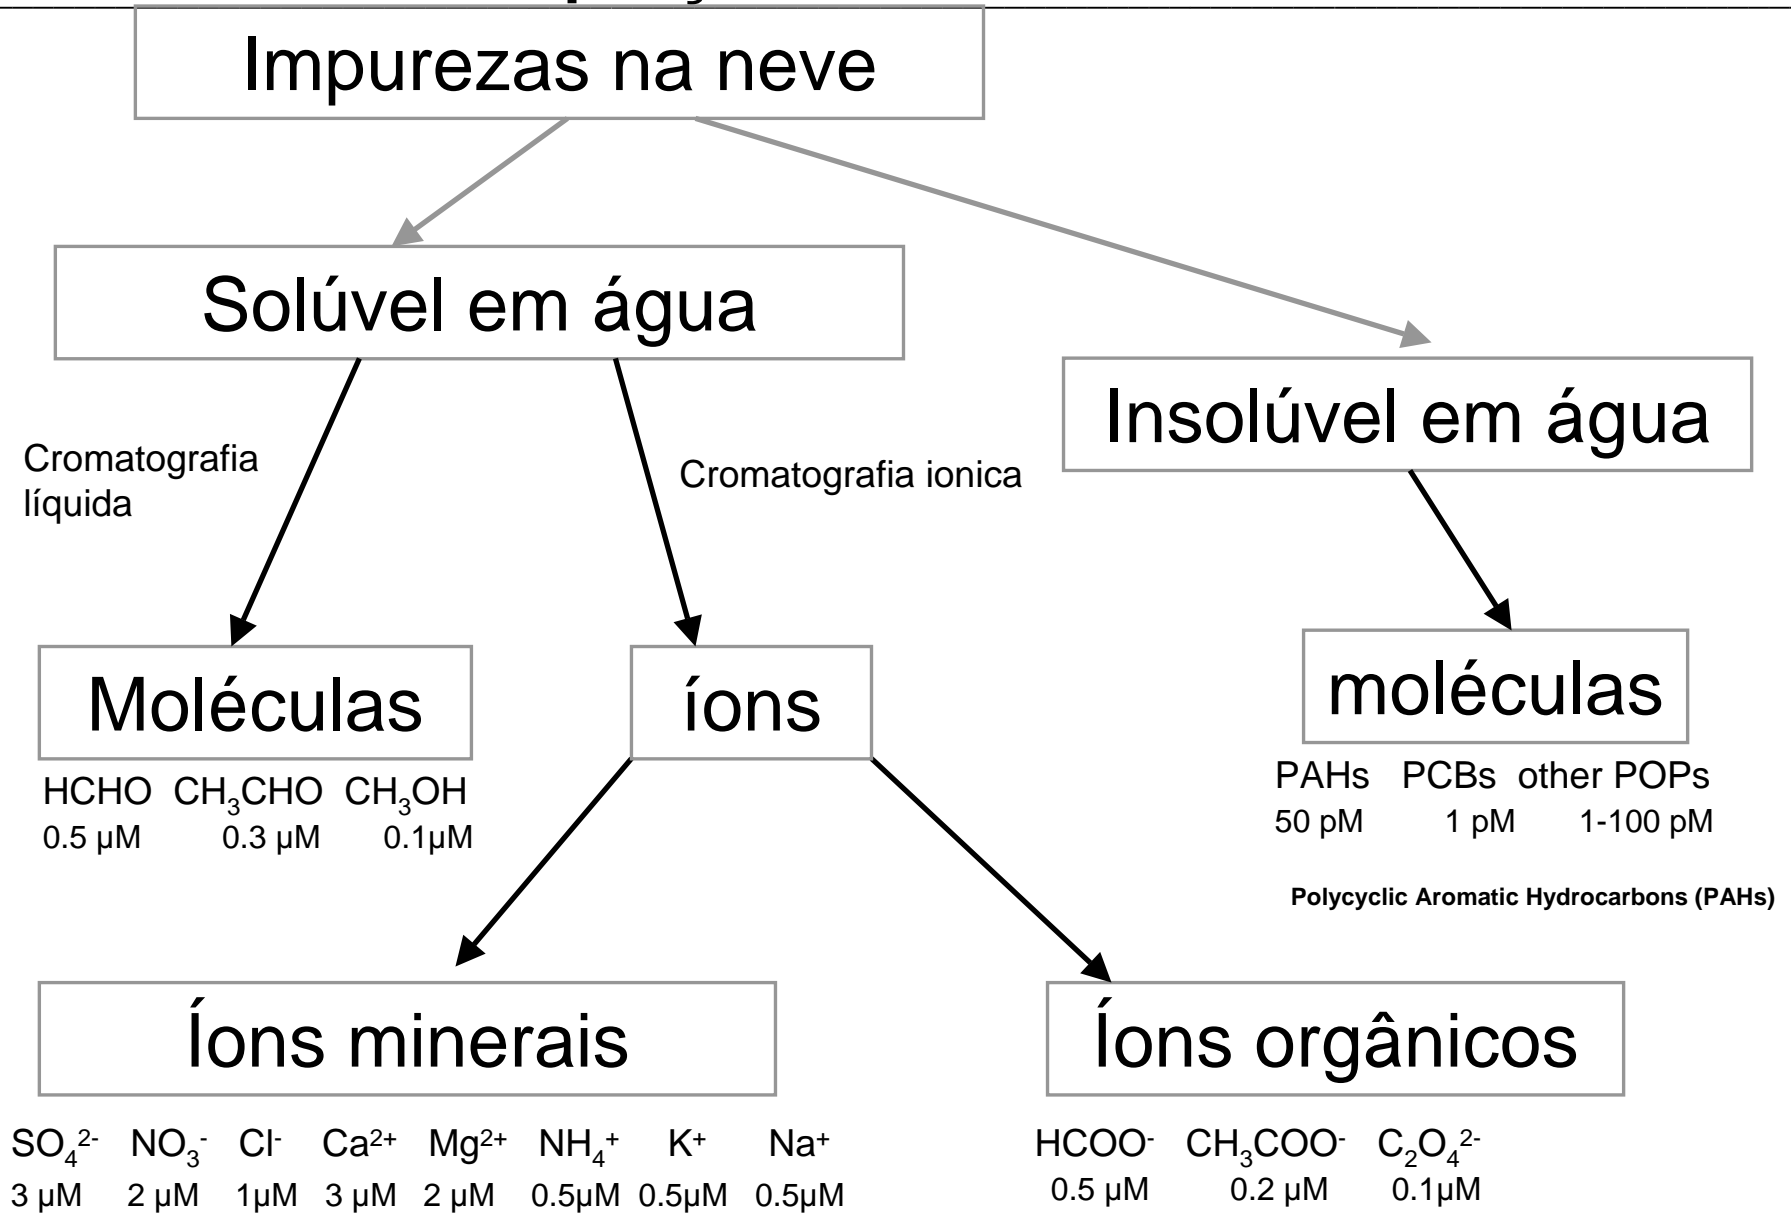 Impurezas na neve
Solúvel em água
Insolúvel em água
Cromatografia
líquida
Cromatografia ionica
Moléculas
íons
moléculas
HCHO CH₃CHO CH₃OH
0.5 µM 0.3 µM 0.1µM
PAHs PCBs other POPs
50 pM 1 pM 1-100 pM
Polycyclic Aromatic Hydrocarbons (PAHs)
Íons minerais
Íons orgânicos
SO₄²⁻ NO₃⁻ Cl⁻ Ca²⁺ Mg²⁺ NH₄⁺ K⁺ Na⁺
3 µM 2 µM 1µM 3 µM 2 µM 0.5µM 0.5µM 0.5µM
HCOO⁻ CH₃COO⁻ C₂O₄²⁻
0.5 µM 0.2 µM 0.1µM